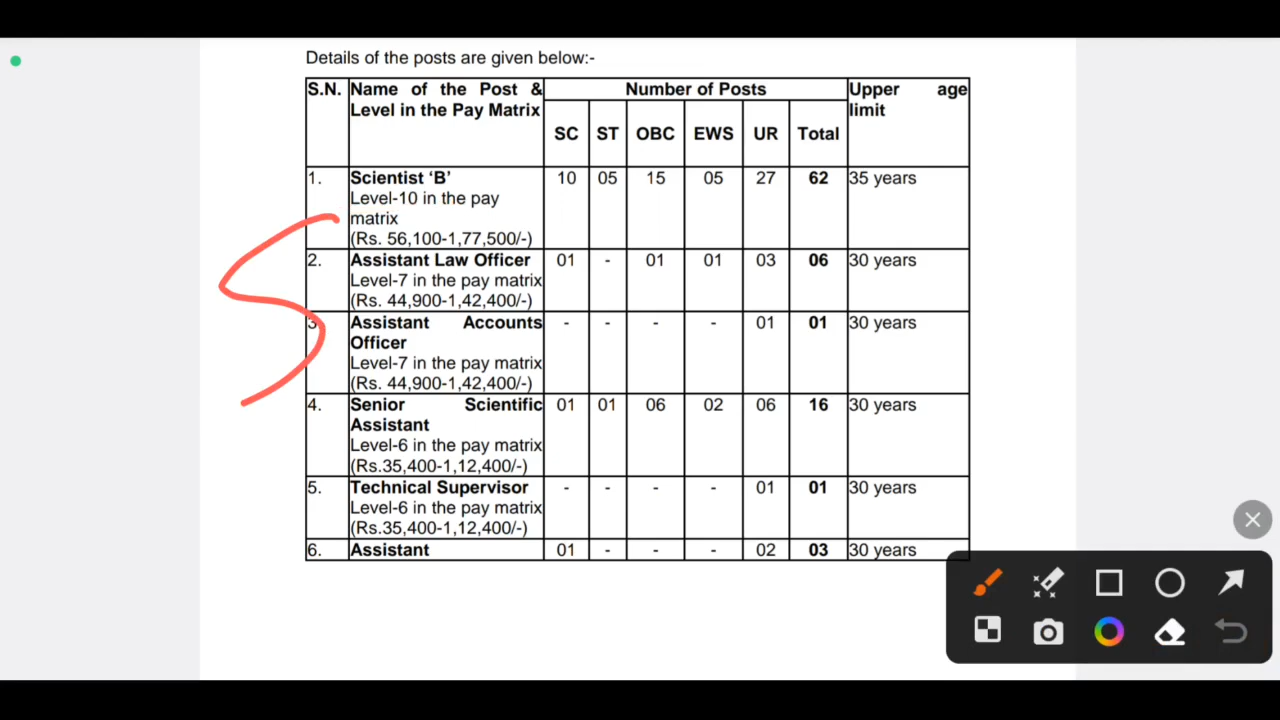 Details of the posts are given below:-
S.N. Name of the Post & Level in the Pay Matrix Number of Posts Upper age limit
SC ST OBC EWS UR Total
1. Scientist ‘B’ 10 05 15 05 27 62 35 years
Level-10 in the pay
matrix
(Rs. 56,100-1,77,500/-)
2. Assistant Law Officer 01 - 01 01 03 06 30 years
Level-7 in the pay matrix
(Rs. 44,900-1,42,400/-)
3. Assistant Accounts - - - - 01 01 30 years
Officer
Level-7 in the pay matrix
(Rs. 44,900-1,42,400/-)
4. Senior Scientific 01 01 06 02 06 16 30 years
Assistant
Level-6 in the pay matrix
(Rs.35,400-1,12,400/-)
5. Technical Supervisor - - - - 01 01 30 years
Level-6 in the pay matrix
(Rs.35,400-1,12,400/-)
6. Assistant 01 - - - 02 03 30 years